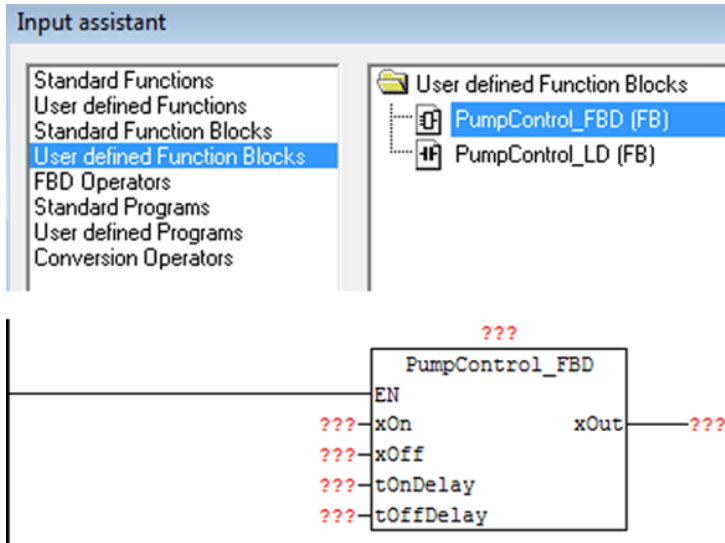 Input assistant
Standard Functions
User defined Functions
Standard Function Blocks
User defined Function Blocks
FBD Operators
Standard Programs
User defined Programs
Conversion Operators
User defined Function Blocks
PumpControl_FBD (FB)
PumpControl_LD (FB)
???
PumpControl_FBD
EN
??? xOn xOut ???
??? xOff
??? tOnDelay
??? tOffDelay